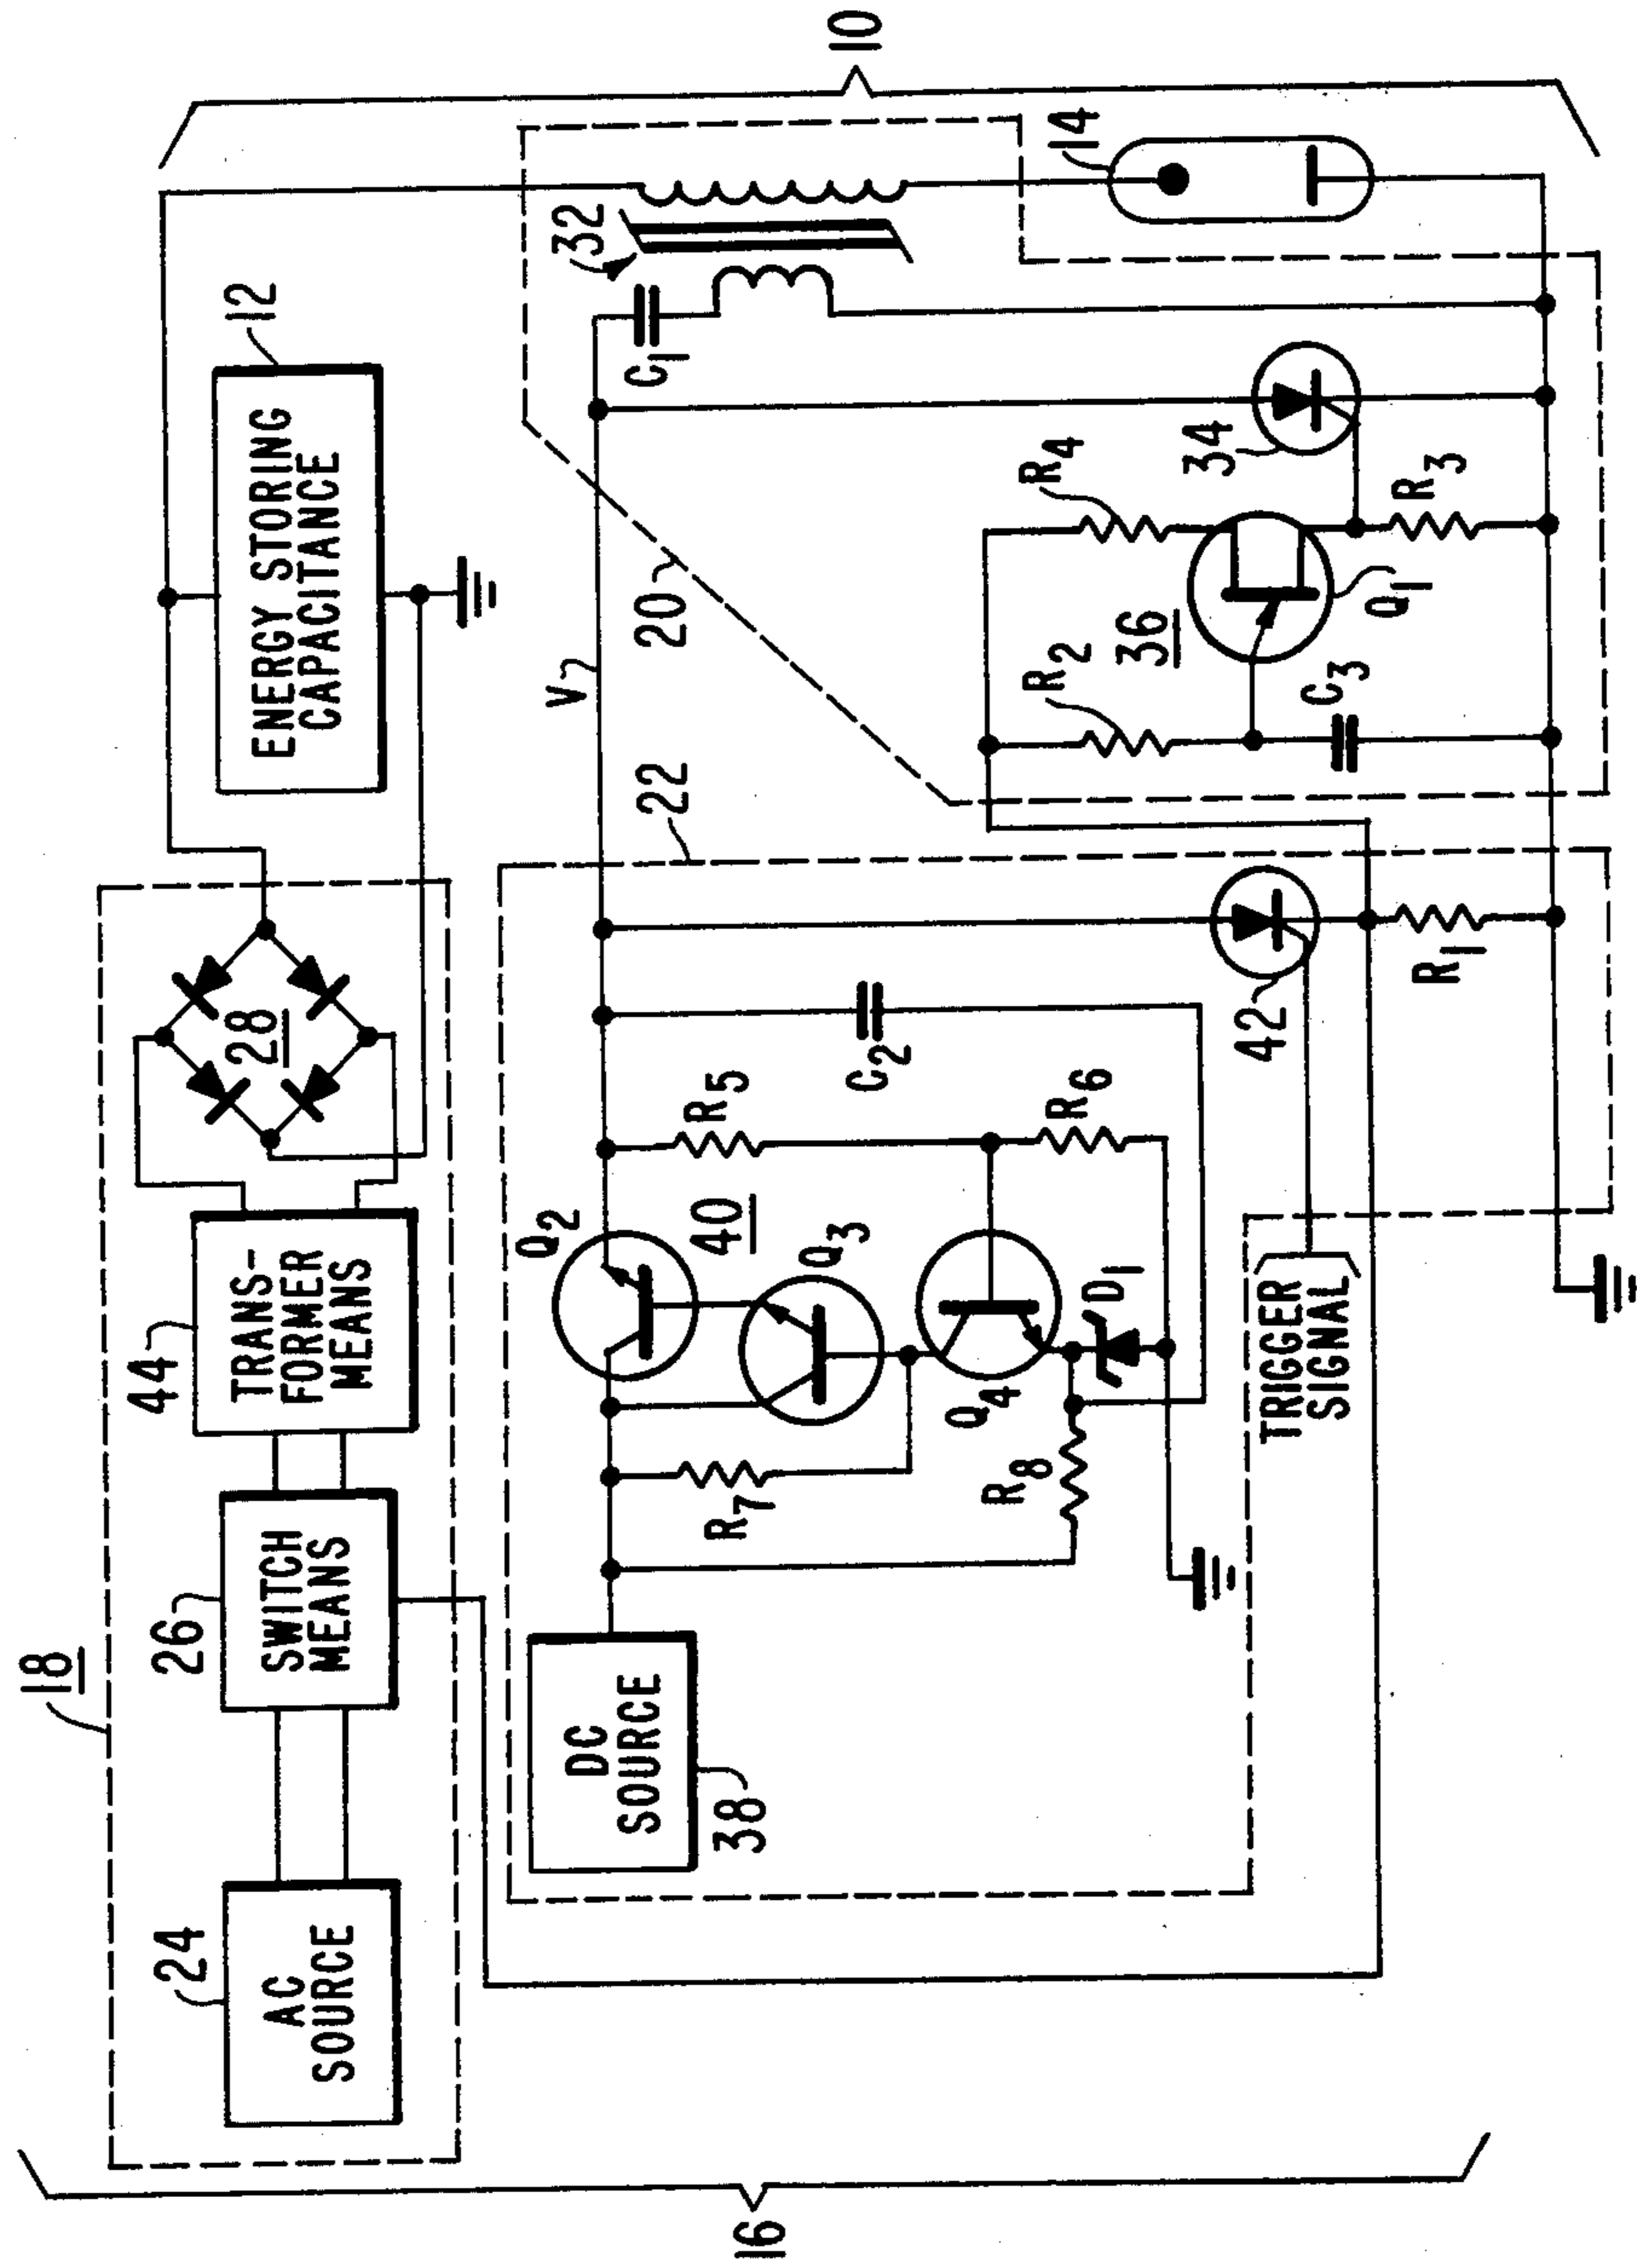 18
24
AC
SOURCE
26
SWITCH
MEANS
44
TRANS-
FORMER
MEANS
28
12
ENERGY STORING
CAPACITANCE
10
16
38
DC
SOURCE
R7
Q2
40
Q3
Q4
R8
D1
R5
R6
C2
22
V
20
32
C1
14
TRIGGER
SIGNAL
42
R1
R2
36
C3
Q1
R4
34
R3